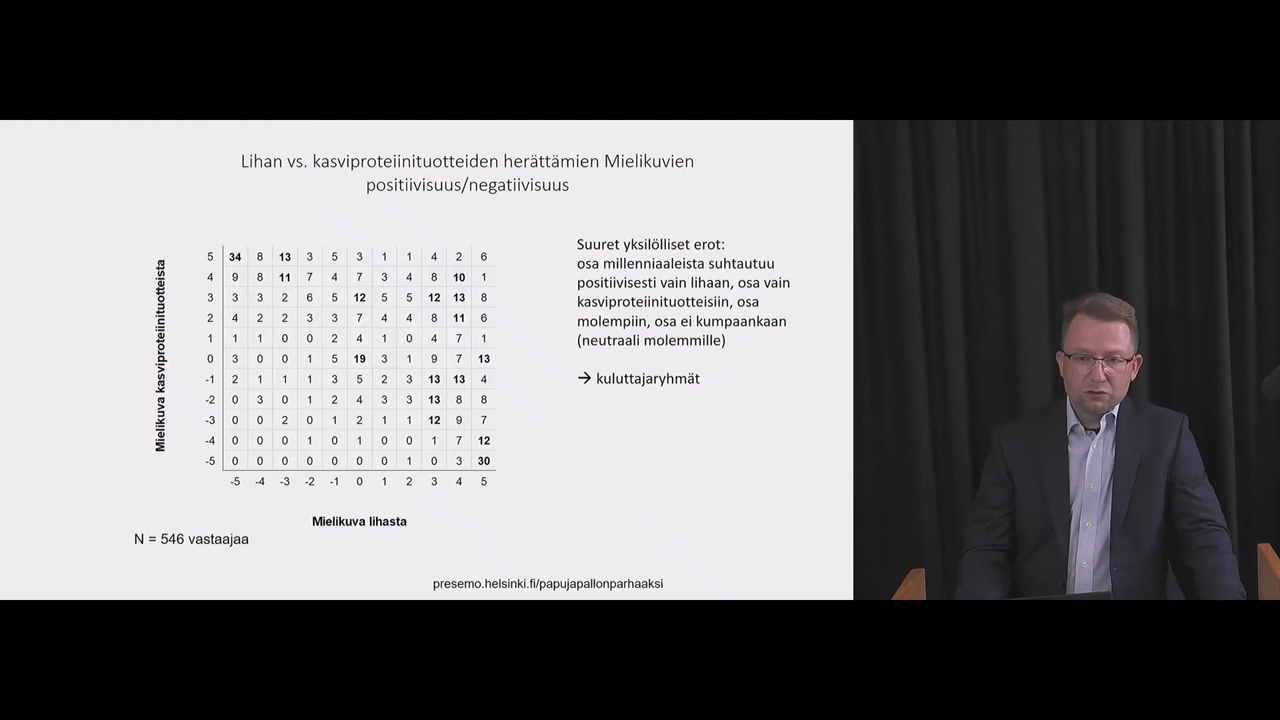 Lihan vs. kasviproteiinituotteiden herättämien Mielikuvien
positiivisuus/negatiivisuus
Mielikuva kasviproteiinituotteista
5 34 8 13 3 5 3 1 1 4 2 6
4 9 8 11 7 4 7 3 4 8 10 1
3 3 3 2 6 5 12 5 5 12 13 8
2 4 2 2 3 3 7 4 4 8 11 6
1 1 1 0 0 2 4 1 0 4 7 1
0 3 0 0 1 5 19 3 1 9 7 13
-1 2 1 1 1 3 5 2 3 13 13 4
-2 0 3 0 1 2 4 3 3 13 8 8
-3 0 0 2 0 1 2 1 1 12 9 7
-4 0 0 0 1 0 1 0 0 1 7 12
-5 0 0 0 0 0 0 0 1 0 3 30
-5 -4 -3 -2 -1 0 1 2 3 4 5
Mielikuva lihasta
N = 546 vastaajaa
Suuret yksilölliset erot:
osa millenniaaleista suhtautuu
positiivisesti vain lihaan, osa vain
kasviproteiinituotteisiin, osa
molempiin, osa ei kumpaankaan
(neutraali molemmille)
→ kuluttajaryhmät
presemo.helsinki.fi/papujapallonparhaaksi